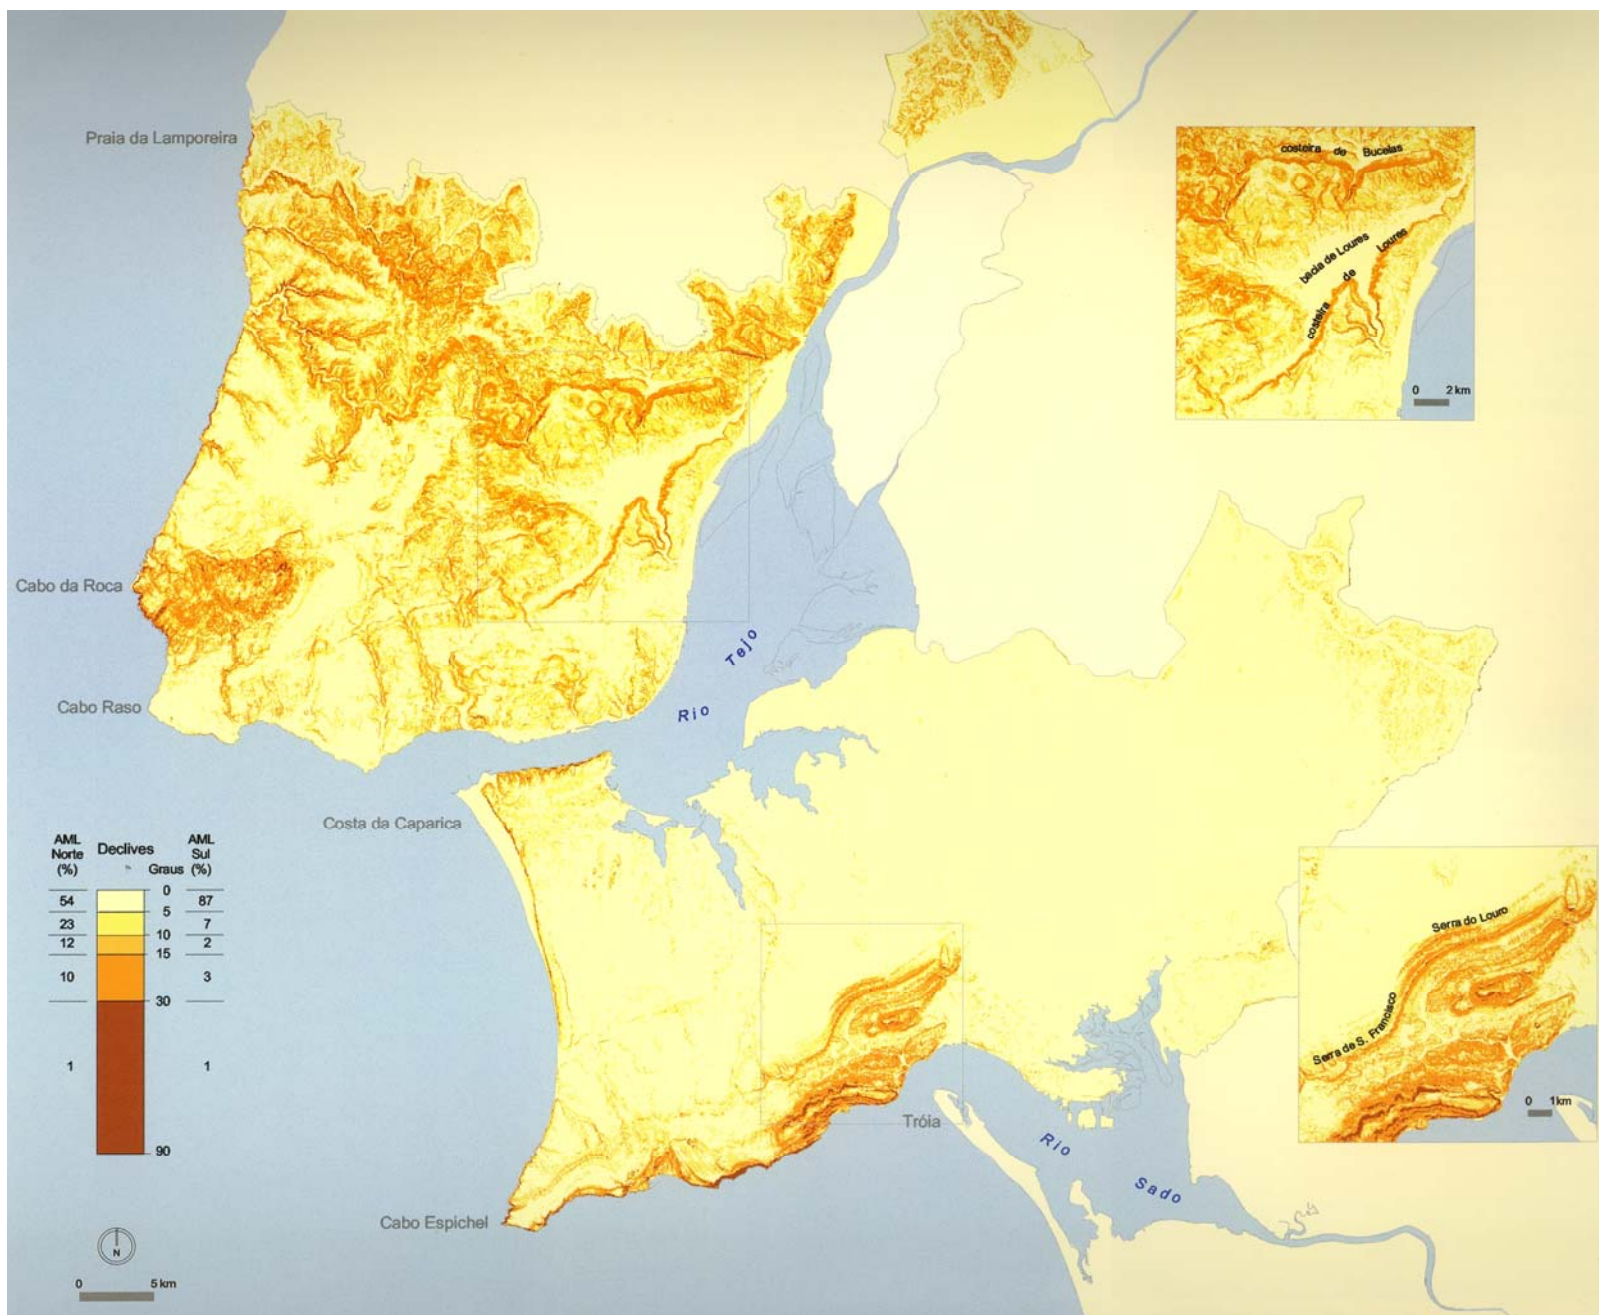 Praia da Lamporeira
Cabo da Roca
Cabo Raso
Costa da Caparica
Cabo Espichel
Tróia
Rio Tejo
Rio Sado
costeira de Bucelas
bacia de Loures
costeira de Loures
0 2 km
Serra do Louro
Serra de S. Francisco
0 1km
AML Norte (%)
Declives
Graus
AML Sul (%)
0
54 87
5
23 7
10
12 2
15
10 3
30
1 1
90
N
0 5 km